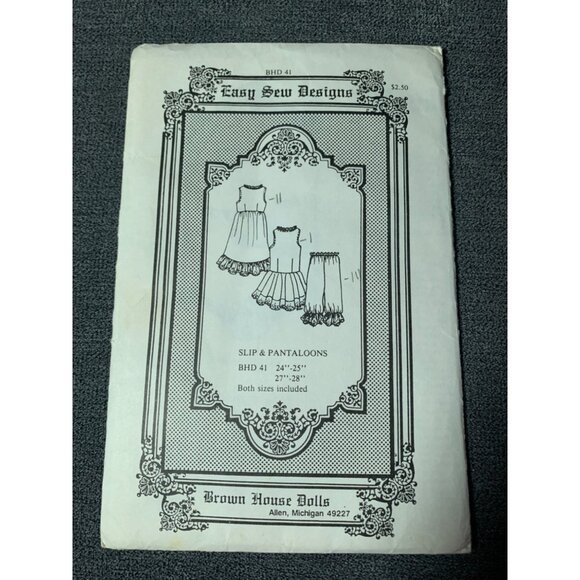 BHD 41
Easy Sew Designs
$2.50
SLIP & PANTALOONS
BHD 41 24''-25''
27''-28''
Both sizes included
Brown House Dolls
Allen, Michigan 49227